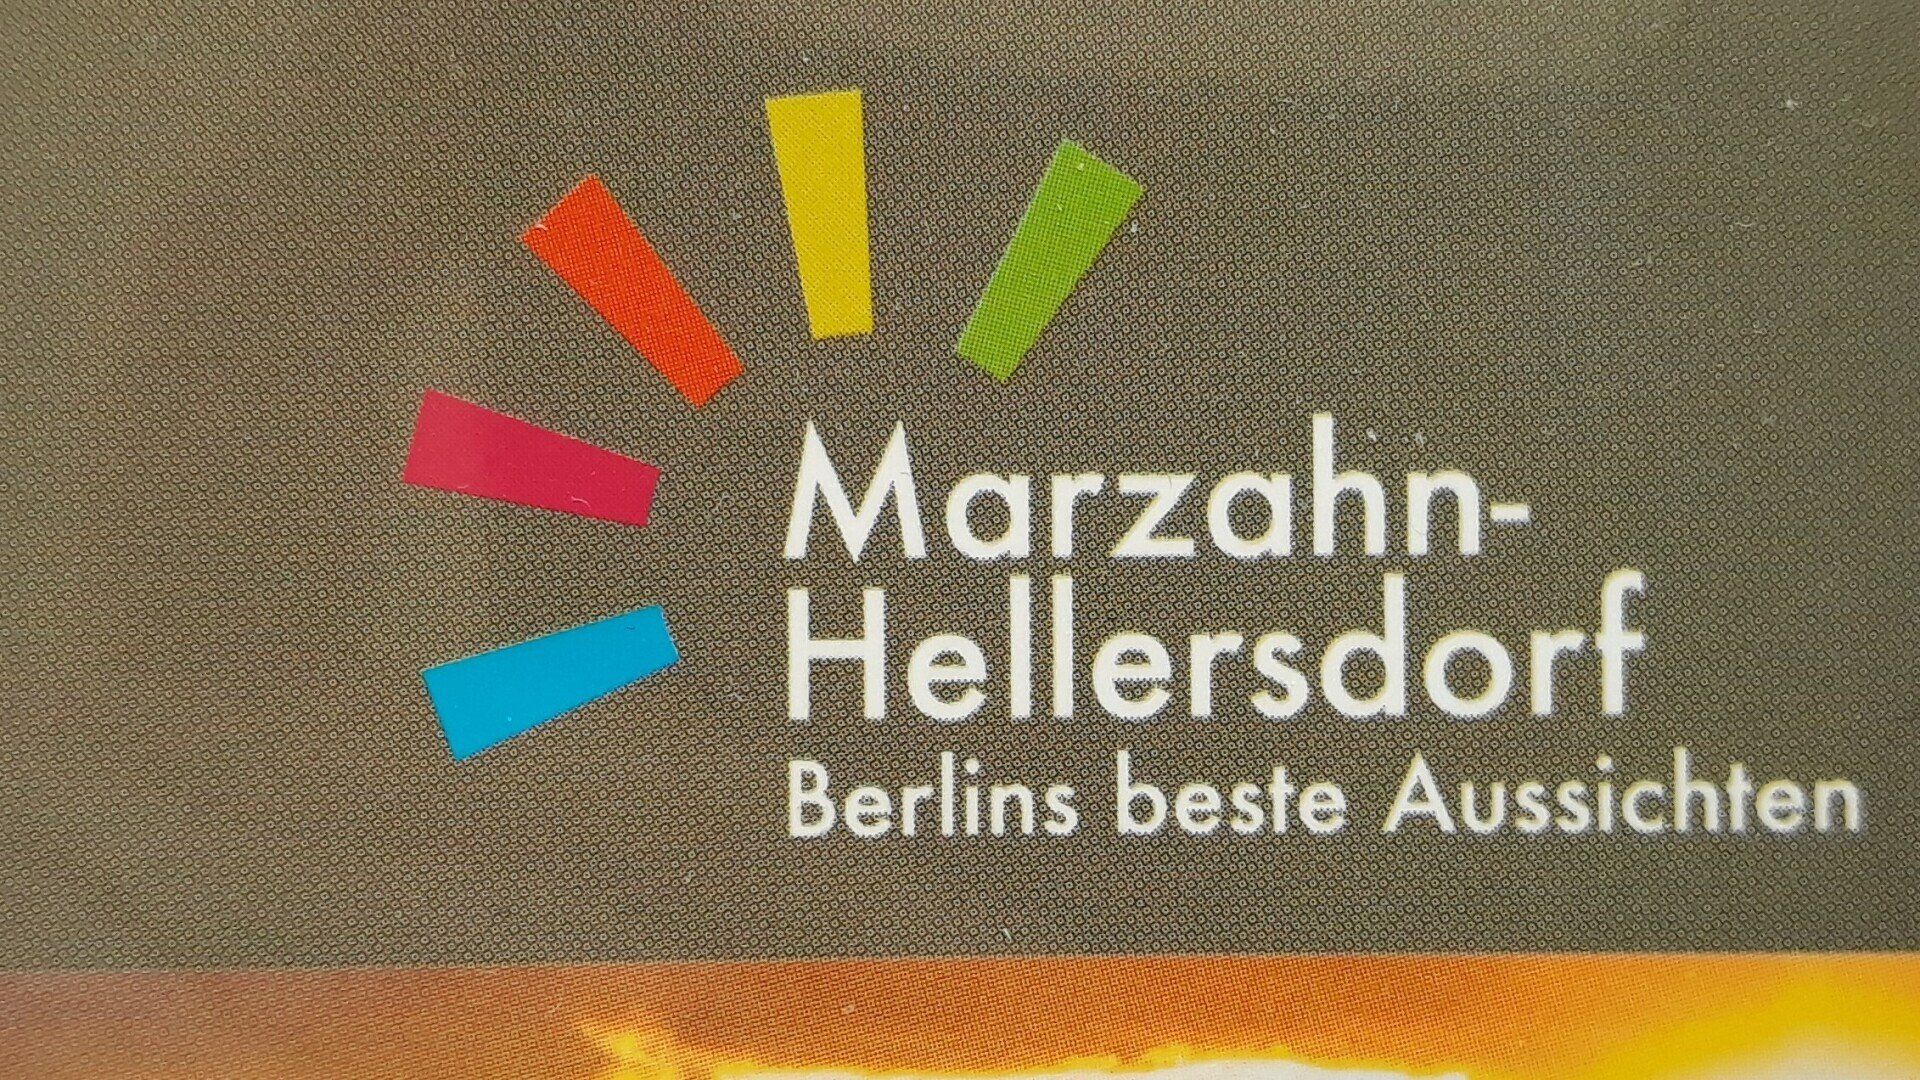 Marzahn-
Hellersdorf
Berlins beste Aussichten